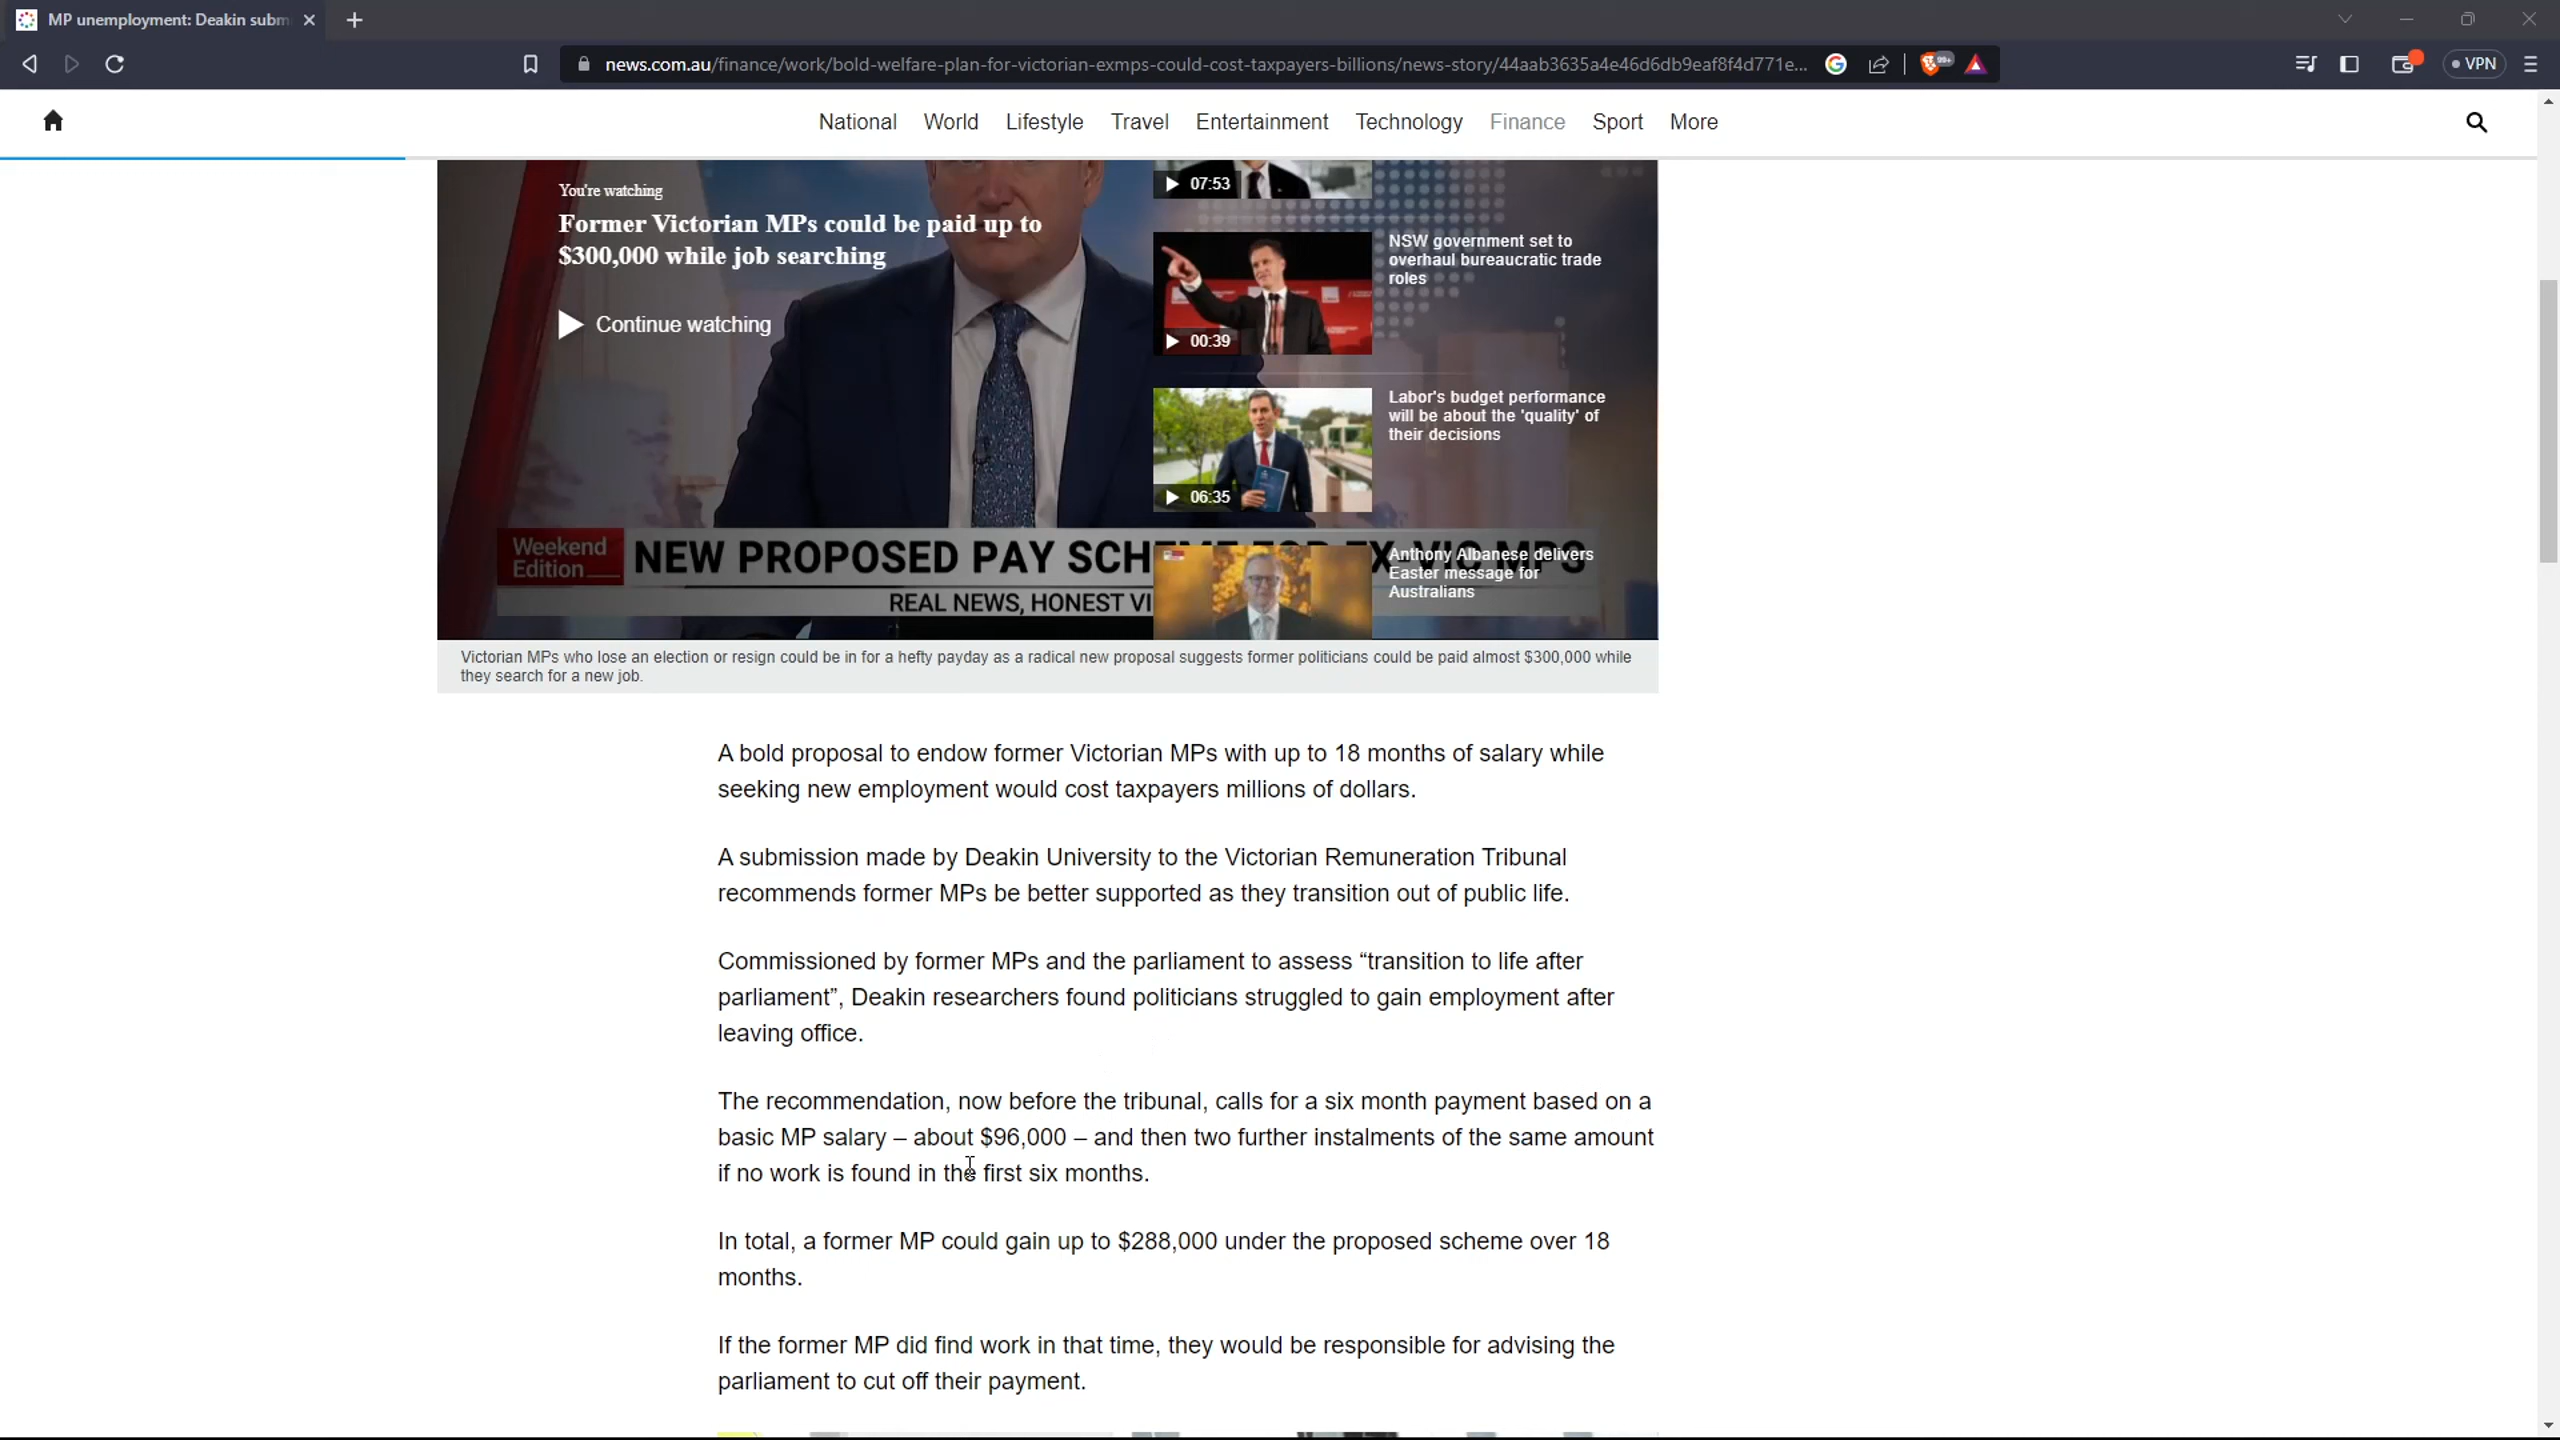 MP unemployment: Deakin subm
news.com.au/finance/work/bold-welfare-plan-for-victorian-exmps-could-cost-taxpayers-billions/news-story/44aab3635a4e46d6db9eaf8f4d771e...
99+
VPN
National World Lifestyle Travel Entertainment Technology Finance Sport More
You're watching
Former Victorian MPs could be paid up to
$300,000 while job searching
Continue watching
07:53
NSW government set to
overhaul bureaucratic trade
roles
00:39
Labor's budget performance
will be about the 'quality' of
their decisions
06:35
Anthony Albanese delivers
Easter message for
Australians
Weekend
Edition
NEW PROPOSED PAY SCH
X-VIC MPS
REAL NEWS, HONEST VI
Victorian MPs who lose an election or resign could be in for a hefty payday as a radical new proposal suggests former politicians could be paid almost $300,000 while
they search for a new job.
A bold proposal to endow former Victorian MPs with up to 18 months of salary while
seeking new employment would cost taxpayers millions of dollars.
A submission made by Deakin University to the Victorian Remuneration Tribunal
recommends former MPs be better supported as they transition out of public life.
Commissioned by former MPs and the parliament to assess “transition to life after
parliament”, Deakin researchers found politicians struggled to gain employment after
leaving office.
The recommendation, now before the tribunal, calls for a six month payment based on a
basic MP salary – about $96,000 – and then two further instalments of the same amount
if no work is found in the first six months.
In total, a former MP could gain up to $288,000 under the proposed scheme over 18
months.
If the former MP did find work in that time, they would be responsible for advising the
parliament to cut off their payment.